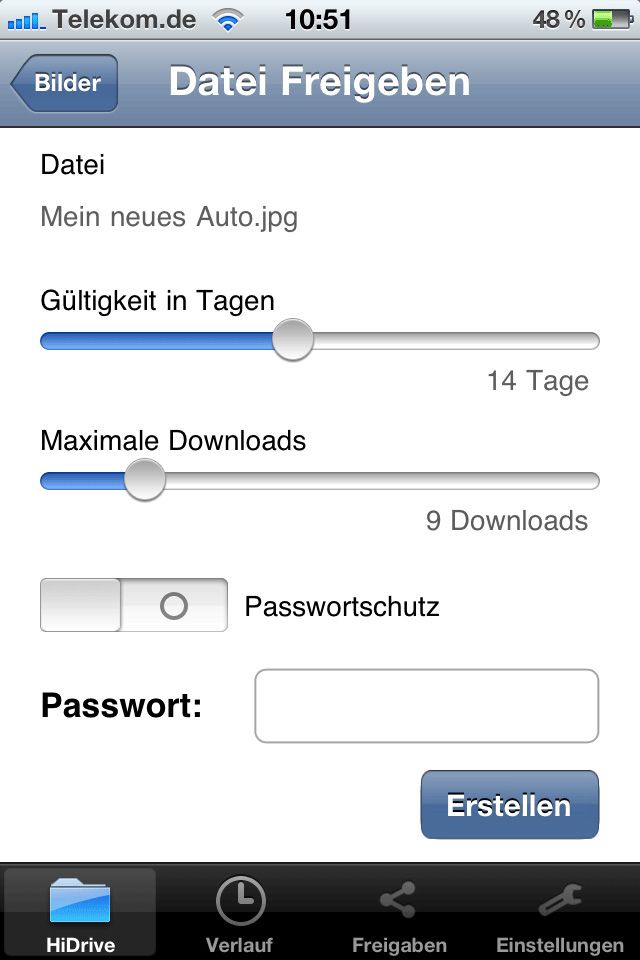 Telekom.de 10:51 48 %
Bilder Datei Freigeben
Datei
Mein neues Auto.jpg
Gültigkeit in Tagen
14 Tage
Maximale Downloads
9 Downloads
Passwortschutz
Passwort:
Erstellen
HiDrive Verlauf Freigaben Einstellungen